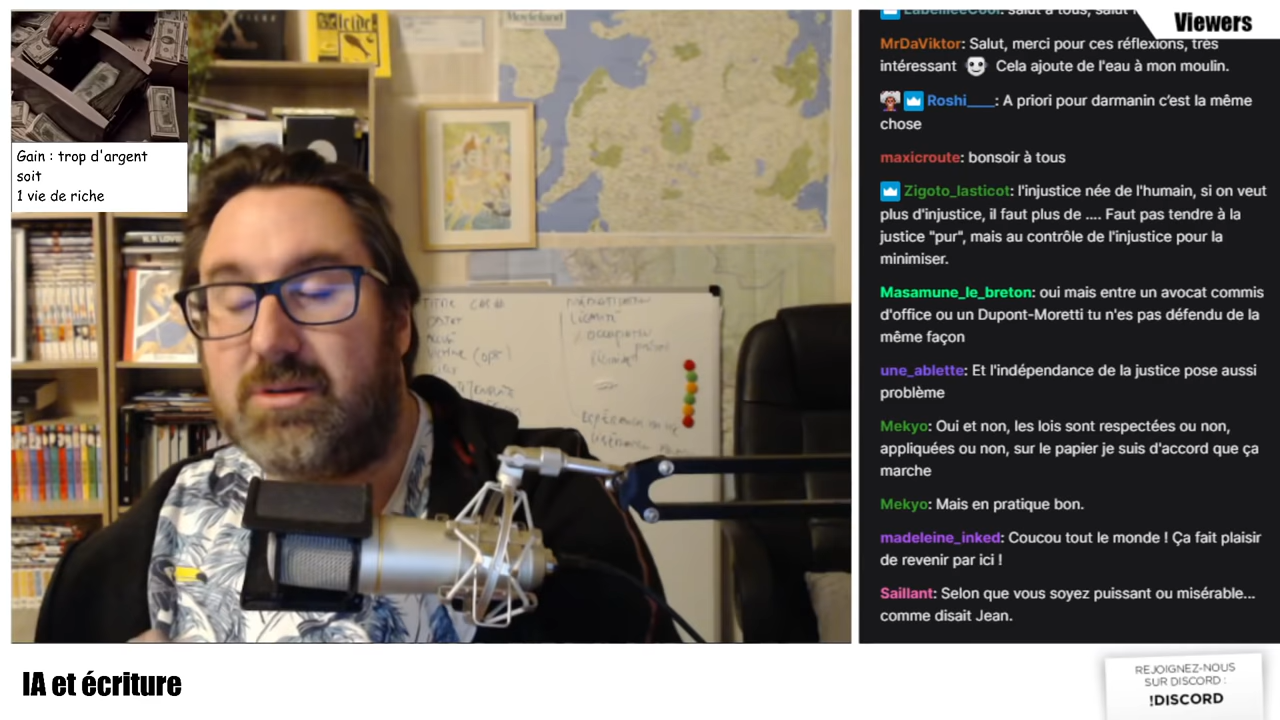 Gain : trop d'argent
soit
1 vie de riche
Movieland
Viewers
MrDaViktor: Salut, merci pour ces réflexions, très
intéressant Cela ajoute de l'eau à mon moulin.
Roshi____: A priori pour darmanin c'est la même
chose
maxicroute: bonsoir à tous
Zigoto_lasticot: l'injustice née de l'humain, si on veut
plus d'injustice, il faut plus de .... Faut pas tendre à la
justice "pur", mais au contrôle de l'injustice pour la
minimiser.
Masamune_le_breton: oui mais entre un avocat commis
d'office ou un Dupont-Moretti tu n'es pas défendu de la
même façon
une_ablette: Et l'indépendance de la justice pose aussi
problème
Mekyo: Oui et non, les lois sont respectées ou non,
appliquées ou non, sur le papier je suis d'accord que ça
marche
Mekyo: Mais en pratique bon.
madeleine_inked: Coucou tout le monde ! Ça fait plaisir
de revenir par ici !
Saillant: Selon que vous soyez puissant ou misérable...
comme disait Jean.
IA et écriture
REJOIGNEZ-NOUS
SUR DISCORD :
!DISCORD